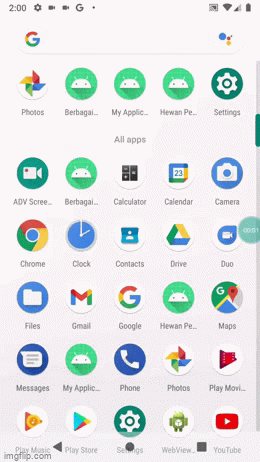 2:00
G
Photos Berbagai... My Applic... Hewan Pe... Settings
All apps
ADV Scree... Berbagai... Calculator Calendar Camera
23
Chrome Clock Contacts Drive Duo
00:01
Files Gmail Google Hewan Pe... Maps
Messages My Applic... Phone Photos Play Movi...
Play Music Play Store Settings WebView... YouTube
imgflip.com